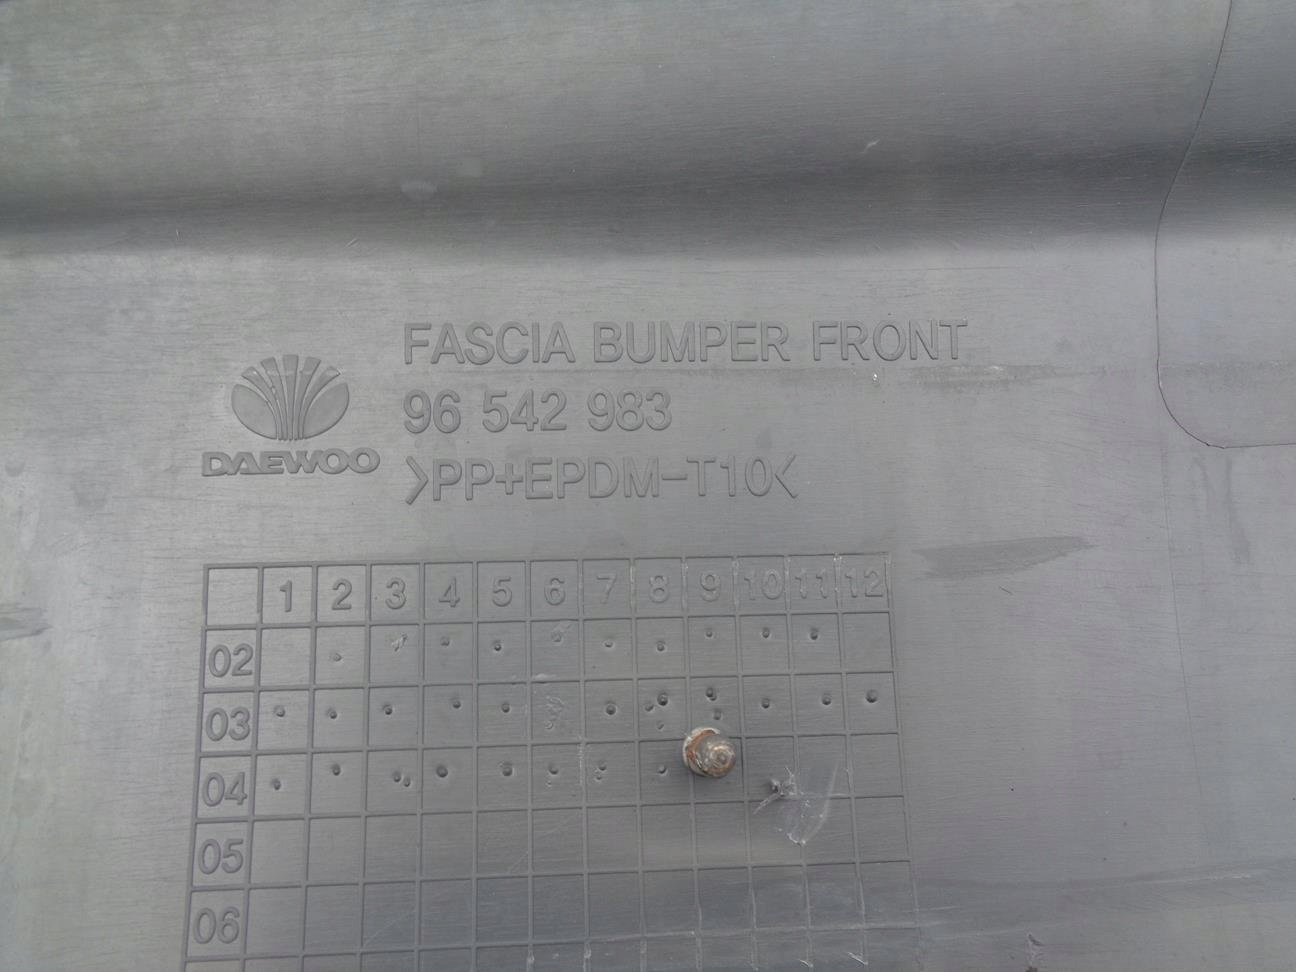 FASCIA BUMPER FRONT
96 542 983
DAEWOO
>PP+EPDM-T10<
1 2 3 4 5 6 7 8 9 10 11 12
02
03
04
05
06